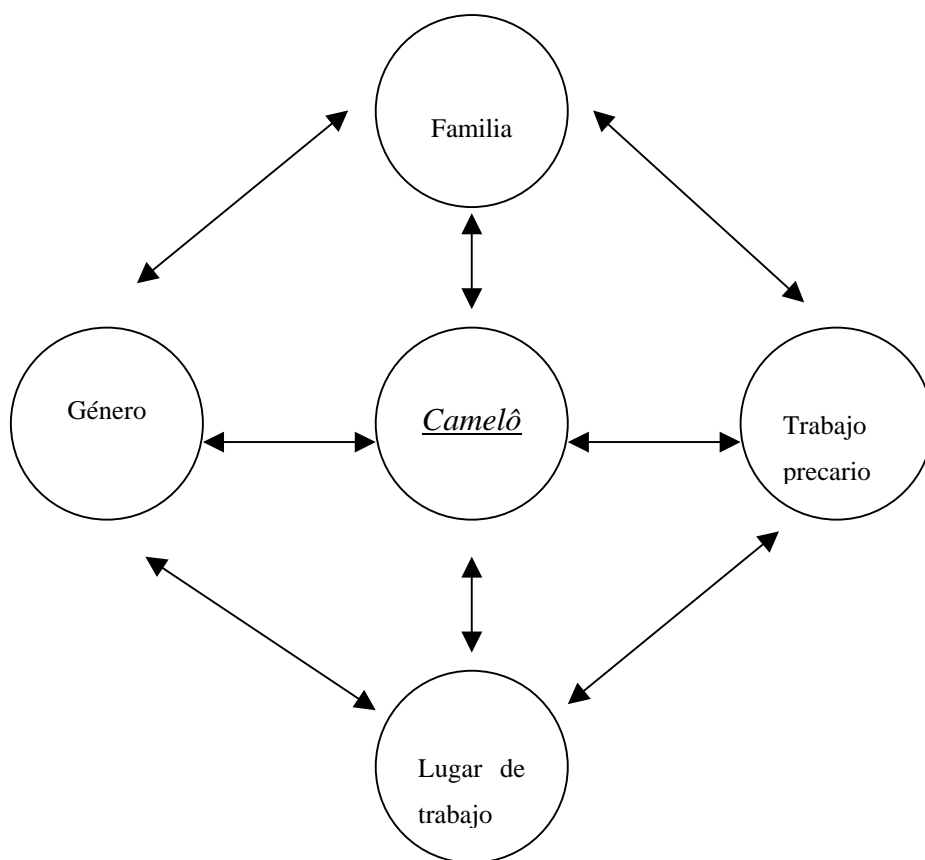 Familia
Género
Camelô
Trabajo
precario
Lugar de
trabajo